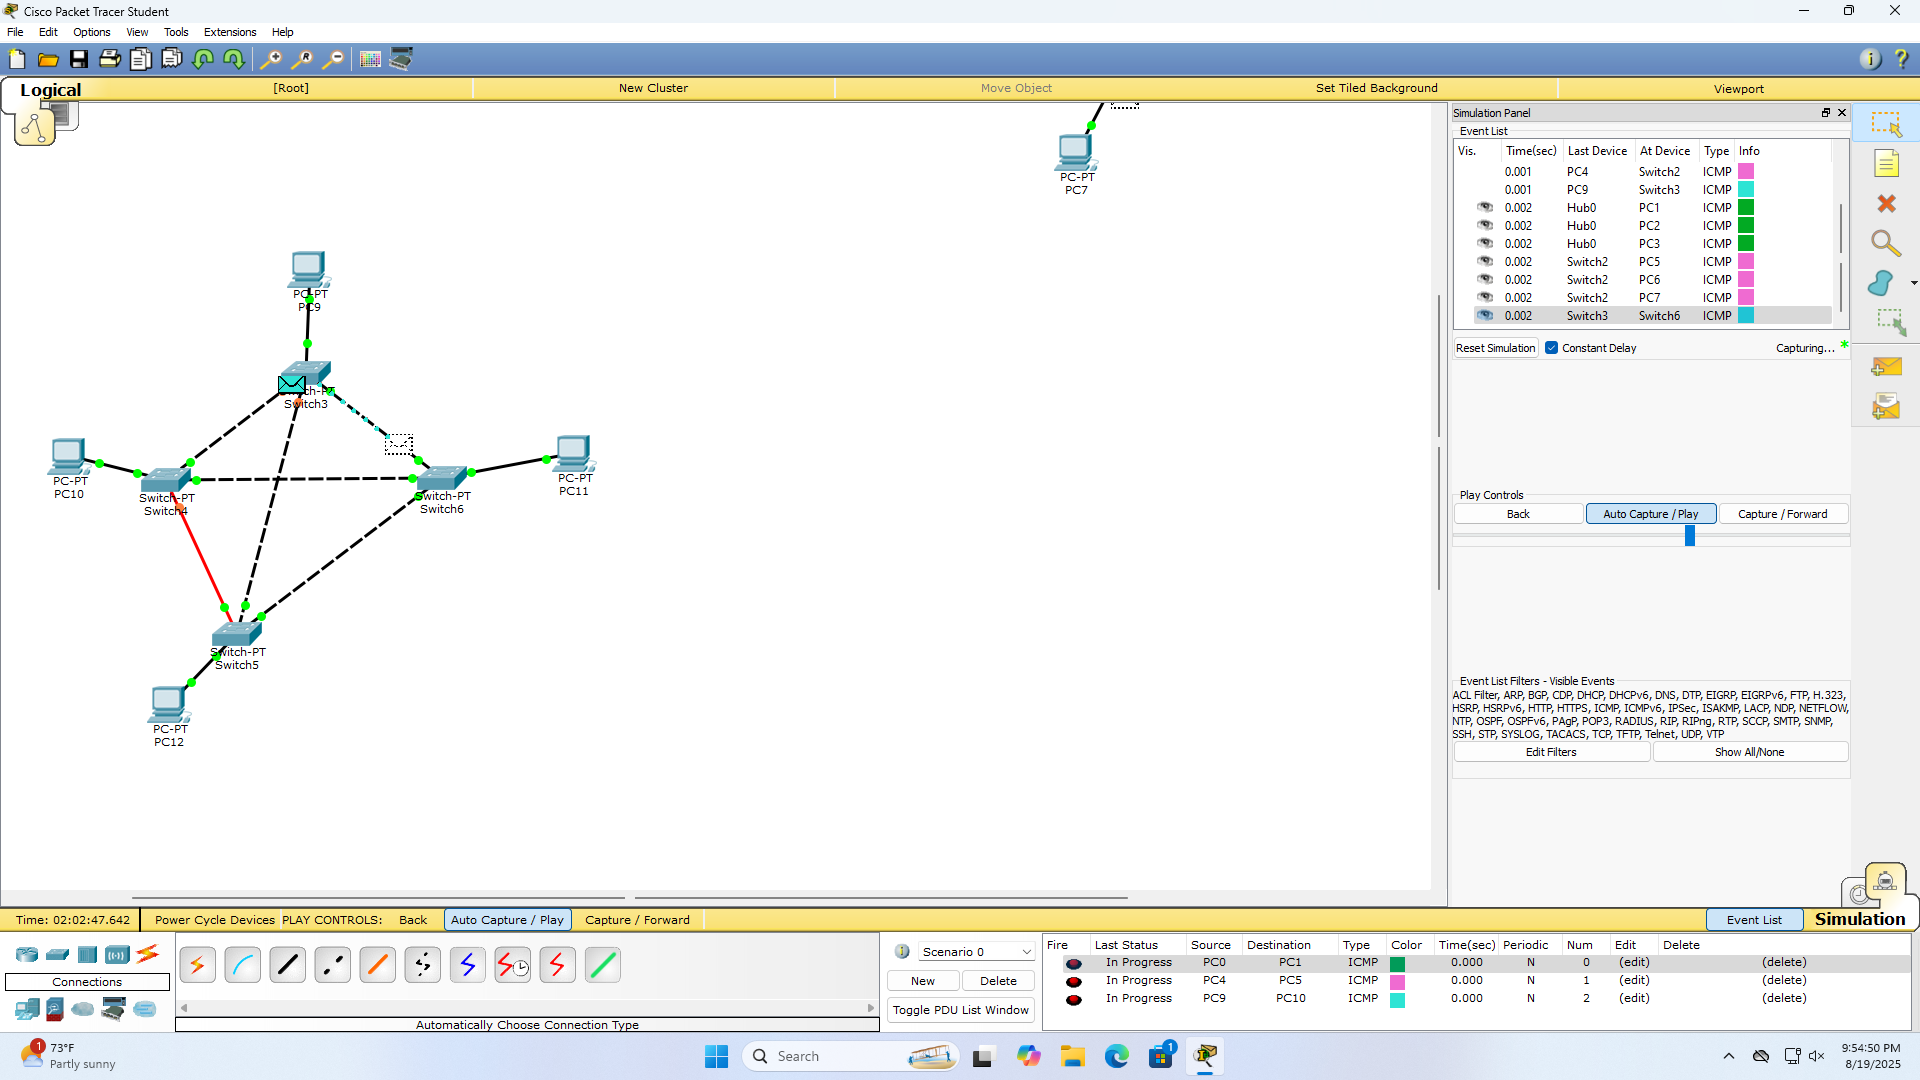 Cisco Packet Tracer Student
File Edit Options View Tools Extensions Help
Logical [Root] New Cluster Move Object Set Tiled Background Viewport
PC-PT
PC7
PC-PT
PC9
Switch3
PC-PT
PC10
Switch-PT
Switch4
Switch-PT
Switch6
PC-PT
PC11
Switch-PT
Switch5
PC-PT
PC12
Simulation Panel
Event List
Vis. Time(sec) Last Device At Device Type Info
0.001 PC4 Switch2 ICMP
0.001 PC9 Switch3 ICMP
0.002 Hub0 PC1 ICMP
0.002 Hub0 PC2 ICMP
0.002 Hub0 PC3 ICMP
0.002 Switch2 PC5 ICMP
0.002 Switch2 PC6 ICMP
0.002 Switch2 PC7 ICMP
0.002 Switch3 Switch6 ICMP
Reset Simulation Constant Delay Capturing... *
Play Controls
Back Auto Capture / Play Capture / Forward
Event List Filters - Visible Events
ACL Filter, ARP, BGP, CDP, DHCP, DHCPv6, DNS, DTP, EIGRP, EIGRPv6, FTP, H.323,
HSRP, HSRPv6, HTTP, HTTPS, ICMP, ICMPv6, IPSec, ISAKMP, LACP, NDP, NETFLOW,
NTP, OSPF, OSPFv6, PAgP, POP3, RADIUS, RIP, RIPng, RTP, SCCP, SMTP, SNMP,
SSH, STP, SYSLOG, TACACS, TCP, TFTP, Telnet, UDP, VTP
Edit Filters Show All/None
Time: 02:02:47.642 Power Cycle Devices PLAY CONTROLS: Back Auto Capture / Play Capture / Forward Event List Simulation
Connections
Automatically Choose Connection Type
Scenario 0
New Delete
Toggle PDU List Window
Fire Last Status Source Destination Type Color Time(sec) Periodic Num Edit Delete
In Progress PC0 PC1 ICMP 0.000 N 0 (edit) (delete)
In Progress PC4 PC5 ICMP 0.000 N 1 (edit) (delete)
In Progress PC9 PC10 ICMP 0.000 N 2 (edit) (delete)
1
73°F
Partly sunny
Search
1
9:54:50 PM
8/19/2025